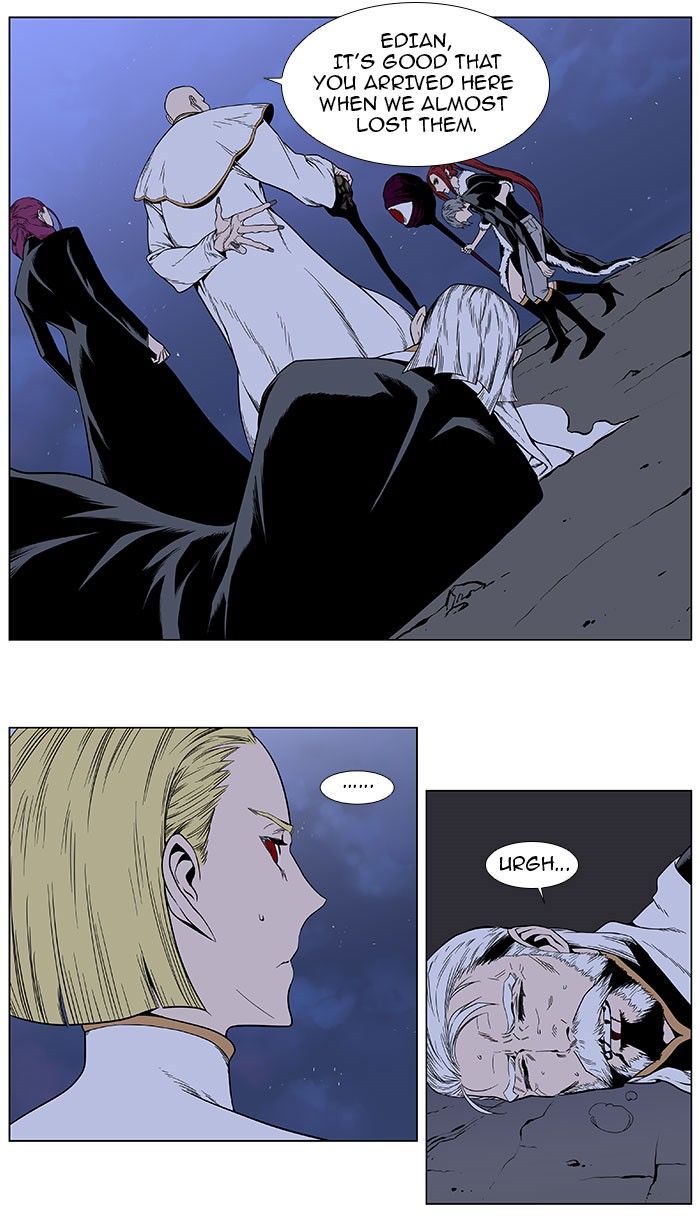 EDIAN,
IT'S GOOD THAT
YOU ARRIVED HERE
WHEN WE ALMOST
LOST THEM.
......
URGH...